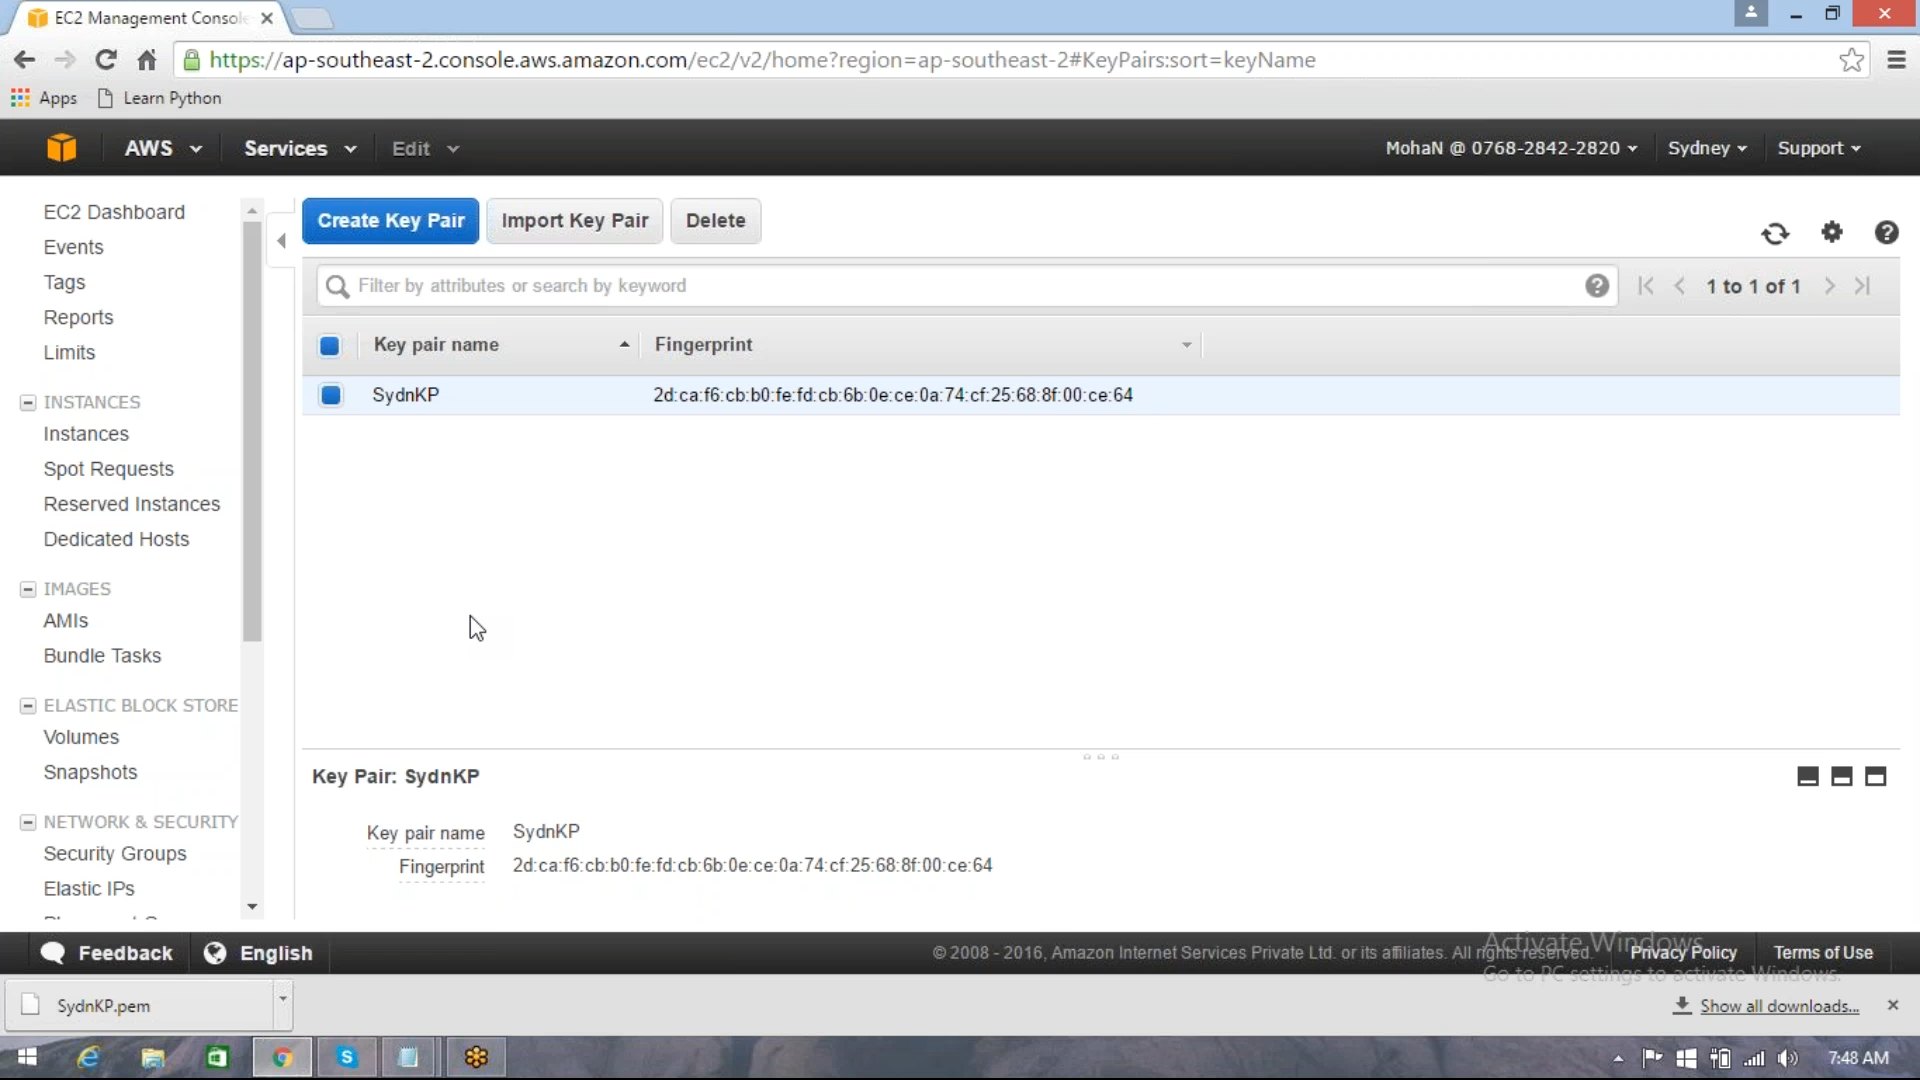 EC2 Management Console
https://ap-southeast-2.console.aws.amazon.com/ec2/v2/home?region=ap-southeast-2#KeyPairs:sort=keyName
Apps Learn Python
AWS Services Edit MohaN @ 0768-2842-2820 Sydney Support
EC2 Dashboard
Events
Tags
Reports
Limits
INSTANCES
Instances
Spot Requests
Reserved Instances
Dedicated Hosts
IMAGES
AMIs
Bundle Tasks
ELASTIC BLOCK STORE
Volumes
Snapshots
NETWORK & SECURITY
Security Groups
Elastic IPs
Create Key Pair Import Key Pair Delete
Filter by attributes or search by keyword 1 to 1 of 1
Key pair name Fingerprint
SydnKP 2d:ca:f6:cb:b0:fe:fd:cb:6b:0e:ce:0a:74:cf:25:68:8f:00:ce:64
Key Pair: SydnKP
Key pair name SydnKP
Fingerprint 2d:ca:f6:cb:b0:fe:fd:cb:6b:0e:ce:0a:74:cf:25:68:8f:00:ce:64
Feedback English © 2008 - 2016, Amazon Internet Services Private Ltd. or its affiliates. All rights reserved. Privacy Policy Terms of Use
Activate Windows
Go to PC settings to activate Windows.
SydnKP.pem Show all downloads...
7:48 AM